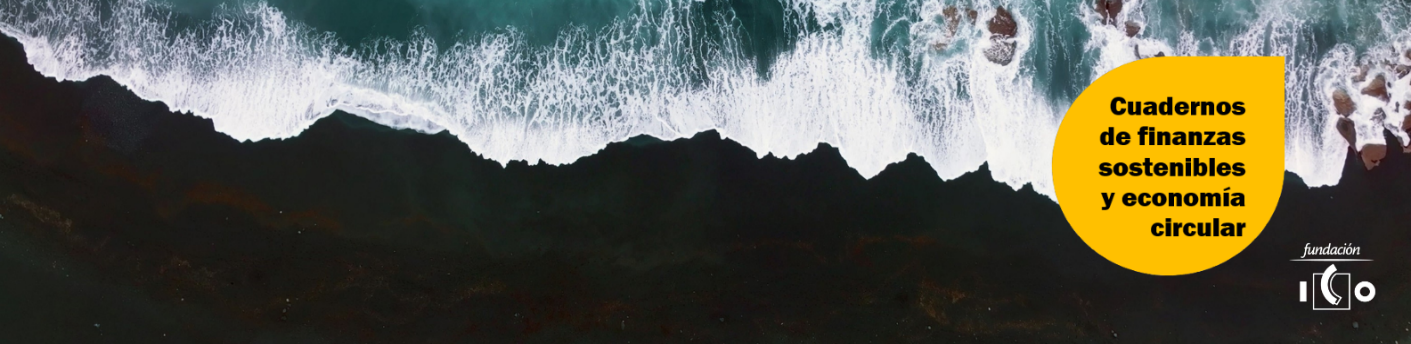 Cuadernos
de finanzas
sostenibles
y economía
circular
fundación
ICO